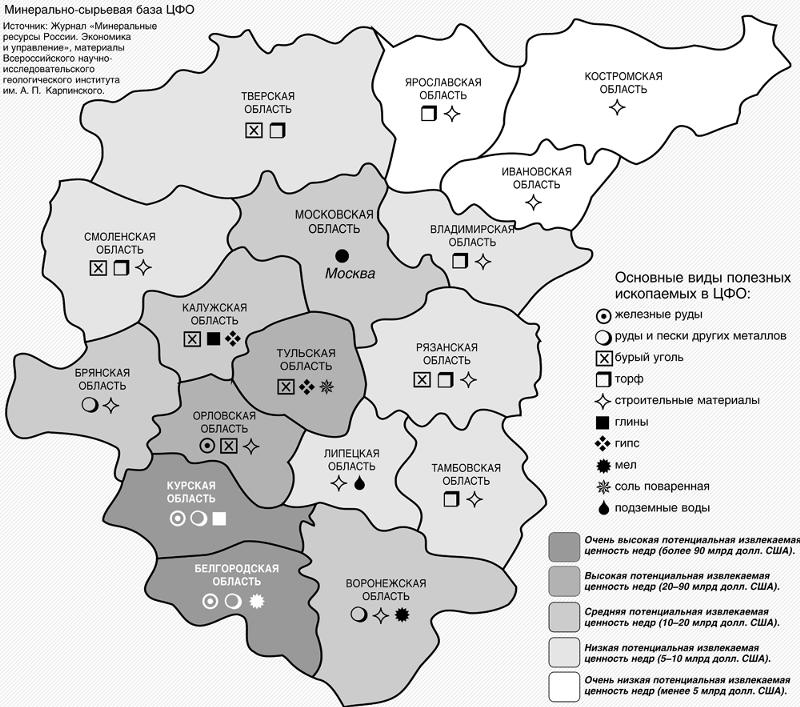 Минерально-сырьевая база ЦФО
Источник: Журнал «Минеральные
ресурсы России. Экономика
и управление», материалы
Всероссийского научно-
исследовательского
геологического института
им. А. П. Карпинского.
ТВЕРСКАЯ
ОБЛАСТЬ
ЯРОСЛАВСКАЯ
ОБЛАСТЬ
КОСТРОМСКАЯ
ОБЛАСТЬ
ИВАНОВСКАЯ
ОБЛАСТЬ
СМОЛЕНСКАЯ
ОБЛАСТЬ
МОСКОВСКАЯ
ОБЛАСТЬ
Москва
ВЛАДИМИРСКАЯ
ОБЛАСТЬ
КАЛУЖСКАЯ
ОБЛАСТЬ
ТУЛЬСКАЯ
ОБЛАСТЬ
РЯЗАНСКАЯ
ОБЛАСТЬ
БРЯНСКАЯ
ОБЛАСТЬ
ОРЛОВСКАЯ
ОБЛАСТЬ
ЛИПЕЦКАЯ
ОБЛАСТЬ
ТАМБОВСКАЯ
ОБЛАСТЬ
КУРСКАЯ
ОБЛАСТЬ
БЕЛГОРОДСКАЯ
ОБЛАСТЬ
ВОРОНЕЖСКАЯ
ОБЛАСТЬ
Основные виды полезных
ископаемых в ЦФО:
железные руды
руды и пески других металлов
бурый уголь
торф
строительные материалы
глины
гипс
мел
соль поваренная
подземные воды
Очень высокая потенциальная извлекаемая
ценность недр (более 90 млрд долл. США).
Высокая потенциальная извлекаемая
ценность недр (20–90 млрд долл. США).
Средняя потенциальная извлекаемая
ценность недр (10–20 млрд долл. США).
Низкая потенциальная извлекаемая
ценность недр (5–10 млрд долл. США).
Очень низкая потенциальная извлекаемая
ценность недр (менее 5 млрд долл. США).